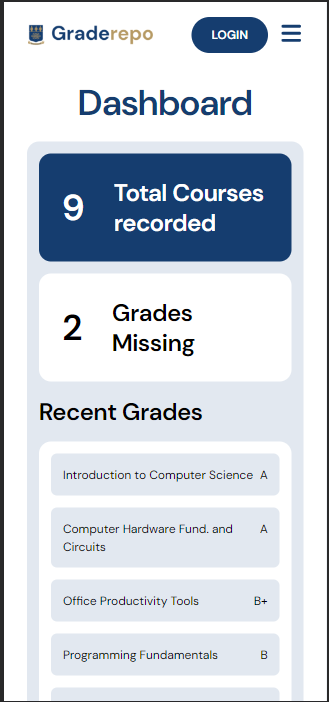 Graderepo
LOGIN
Dashboard
9
Total Courses
recorded
2
Grades
Missing
Recent Grades
Introduction to Computer Science A
Computer Hardware Fund. and A
Circuits
Office Productivity Tools B+
Programming Fundamentals B